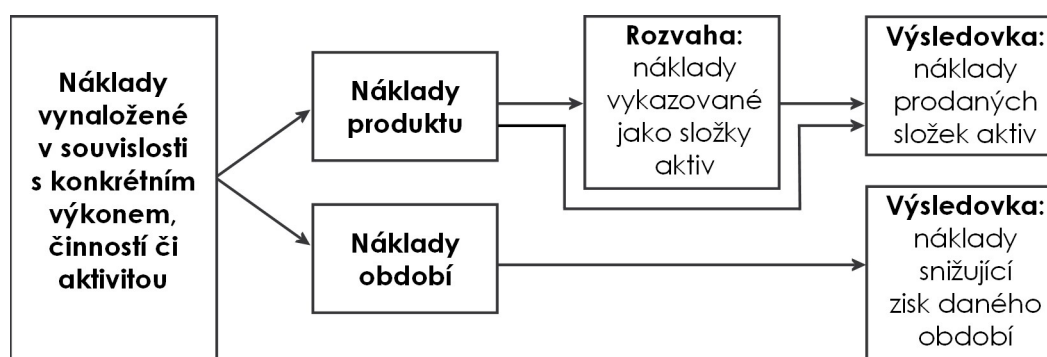 Náklady
vynaložené
v souvislosti
s konkrétním
výkonem,
činností či
aktivitou
Náklady
produktu
Rozvaha:
náklady
vykazované
jako složky
aktiv
Výsledovka:
náklady
prodaných
složek aktiv
Náklady
období
Výsledovka:
náklady
snižující
zisk daného
období